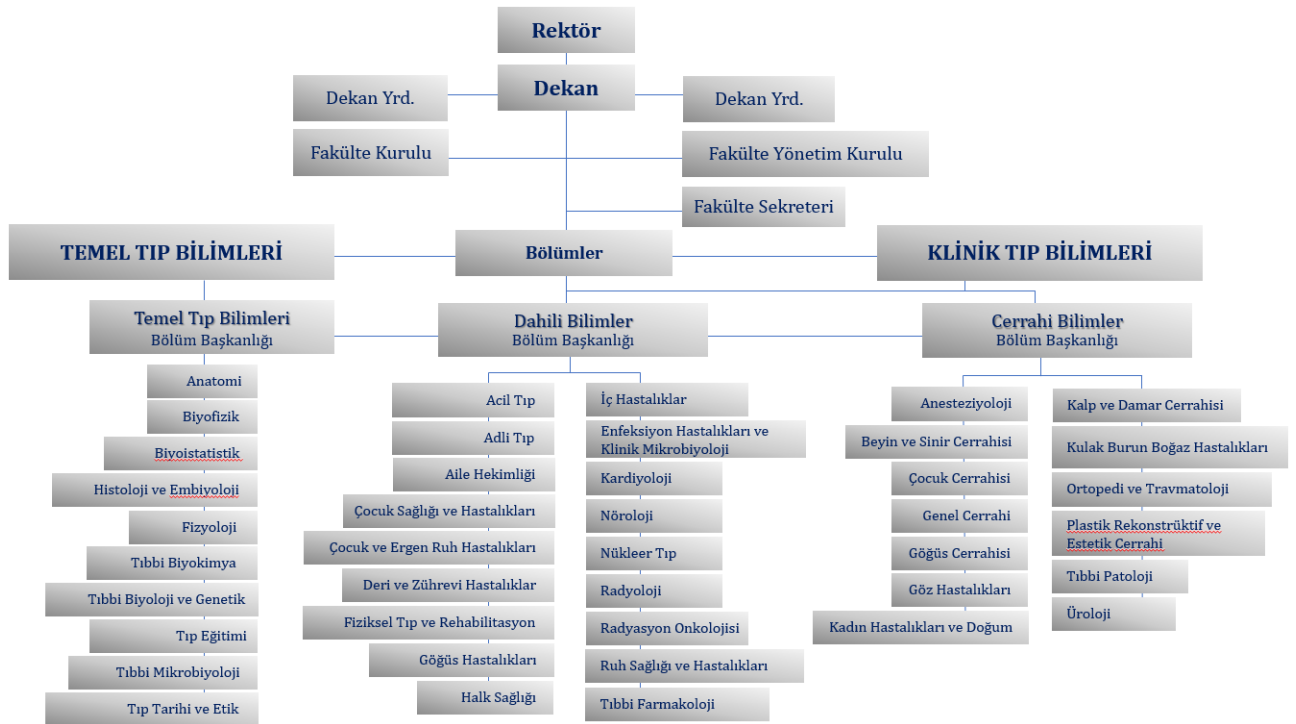 Rektör
Dekan
Dekan Yrd.
Dekan Yrd.
Fakülte Kurulu
Fakülte Yönetim Kurulu
Fakülte Sekreteri
TEMEL TIP BİLİMLERİ
Bölümler
KLİNİK TIP BİLİMLERİ
Temel Tıp Bilimleri
Bölüm Başkanlığı
Anatomi
Biyofizik
Biyoistatistik
Histoloji ve Embiyoloji
Fizyoloji
Tıbbi Biyokimya
Tıbbi Biyoloji ve Genetik
Tıp Eğitimi
Tıbbi Mikrobiyoloji
Tıp Tarihi ve Etik
Dahili Bilimler
Bölüm Başkanlığı
Acil Tıp
Adli Tıp
Aile Hekimliği
Çocuk Sağlığı ve Hastalıkları
Çocuk ve Ergen Ruh Hastalıkları
Deri ve Zührevi Hastalıklar
Fiziksel Tıp ve Rehabilitasyon
Göğüs Hastalıkları
Halk Sağlığı
İç Hastalıklar
Enfeksiyon Hastalıkları ve
Klinik Mikrobiyoloji
Kardiyoloji
Nöroloji
Nükleer Tıp
Radyoloji
Radyasyon Onkolojisi
Ruh Sağlığı ve Hastalıkları
Tıbbi Farmakoloji
Cerrahi Bilimler
Bölüm Başkanlığı
Anesteziyoloji
Beyin ve Sinir Cerrahisi
Çocuk Cerrahisi
Genel Cerrahi
Göğüs Cerrahisi
Göz Hastalıkları
Kadın Hastalıkları ve Doğum
Kalp ve Damar Cerrahisi
Kulak Burun Boğaz Hastalıkları
Ortopedi ve Travmatoloji
Plastik Rekonstrüktif ve
Estetik Cerrahi
Tıbbi Patoloji
Üroloji